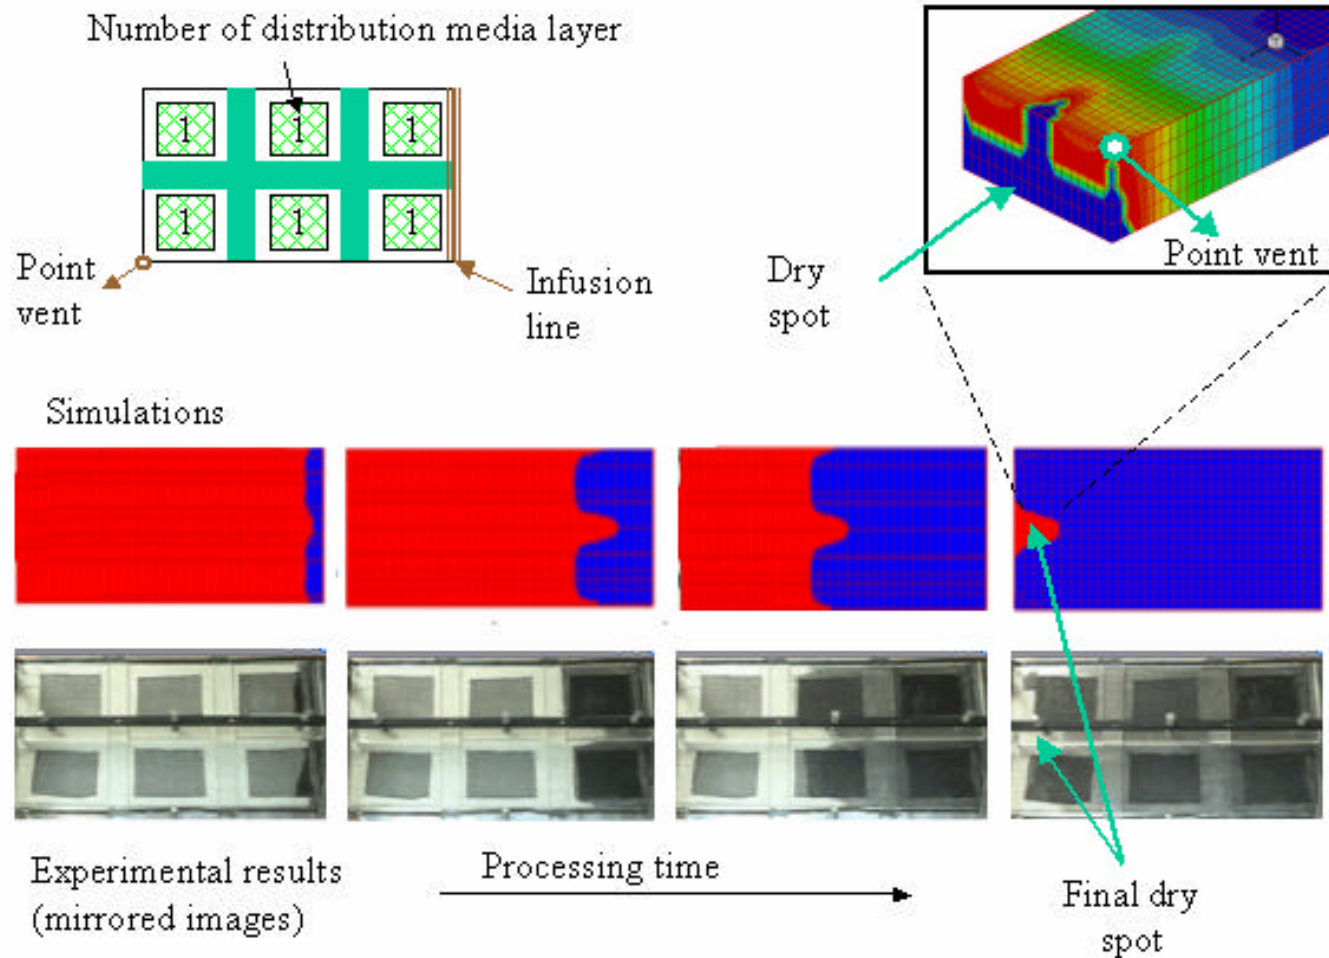 Number of distribution media layer
1
1
1
1
1
1
Point
vent
Infusion
line
Dry
spot
Point vent
Simulations
Experimental results
(mirrored images)
Processing time
Final dry
spot